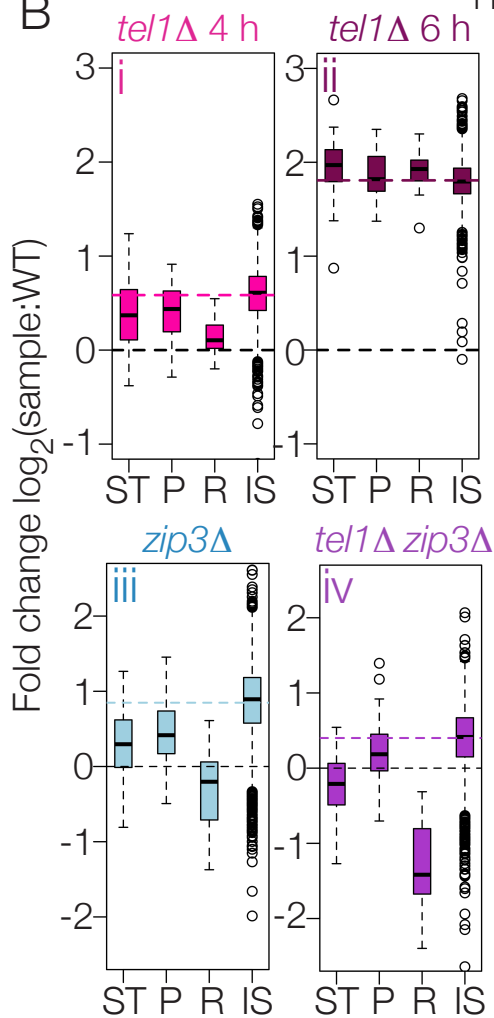 B
tel1Δ 4 h
tel1Δ 6 h
i
ii
3
2
1
0
-1
3
2
1
0
-1
ST P R IS
ST P R IS
Fold change log2(sample:WT)
zip3Δ
tel1Δ zip3Δ
iii
iv
2
1
0
-1
-2
2
1
0
-1
-2
ST P R IS
ST P R IS